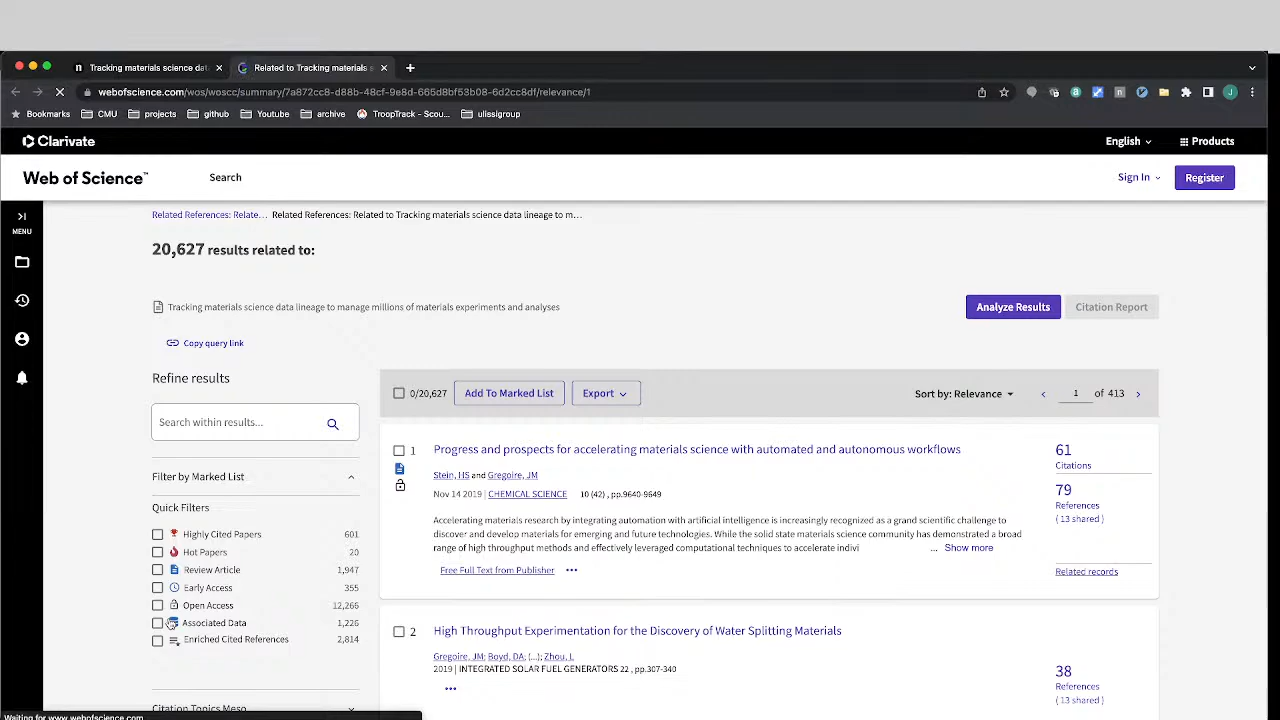 Tracking materials science dat
Related to Tracking materials s
webofscience.com/wos/woscc/summary/7a872cc8-d88b-48cf-9e8d-665d8bf53b08-6d2cc8df/relevance/1
Bookmarks CMU projects github Youtube archive TroopTrack - Scou... ulissigroup
Clarivate English Products
Web of Science™ Search Sign In Register
MENU
Related References: Relate... Related References: Related to Tracking materials science data lineage to m...
20,627 results related to:
Tracking materials science data lineage to manage millions of materials experiments and analyses
Analyze Results Citation Report
Copy query link
Refine results
Search within results...
Filter by Marked List
Quick Filters
Highly Cited Papers 601
Hot Papers 20
Review Article 1,947
Early Access 355
Open Access 12,266
Associated Data 1,226
Enriched Cited References 2,814
Citation Topics Meso
0/20,627 Add To Marked List Export Sort by: Relevance 1 of 413
1 Progress and prospects for accelerating materials science with automated and autonomous workflows
Stein, HS and Gregoire, JM
Nov 14 2019 | CHEMICAL SCIENCE 10 (42) , pp.9640-9649
Accelerating materials research by integrating automation with artificial intelligence is increasingly recognized as a grand scientific challenge to
discover and develop materials for emerging and future technologies. While the solid state materials science community has demonstrated a broad
range of high throughput methods and effectively leveraged computational techniques to accelerate indivi ... Show more
Free Full Text from Publisher ...
61
Citations
79
References
( 13 shared )
Related records
2 High Throughput Experimentation for the Discovery of Water Splitting Materials
Gregoire, JM; Boyd, DA; (...); Zhou, L
2019 | INTEGRATED SOLAR FUEL GENERATORS 22 , pp.307-340
...
38
References
( 13 shared )
Waiting for www.webofscience.com